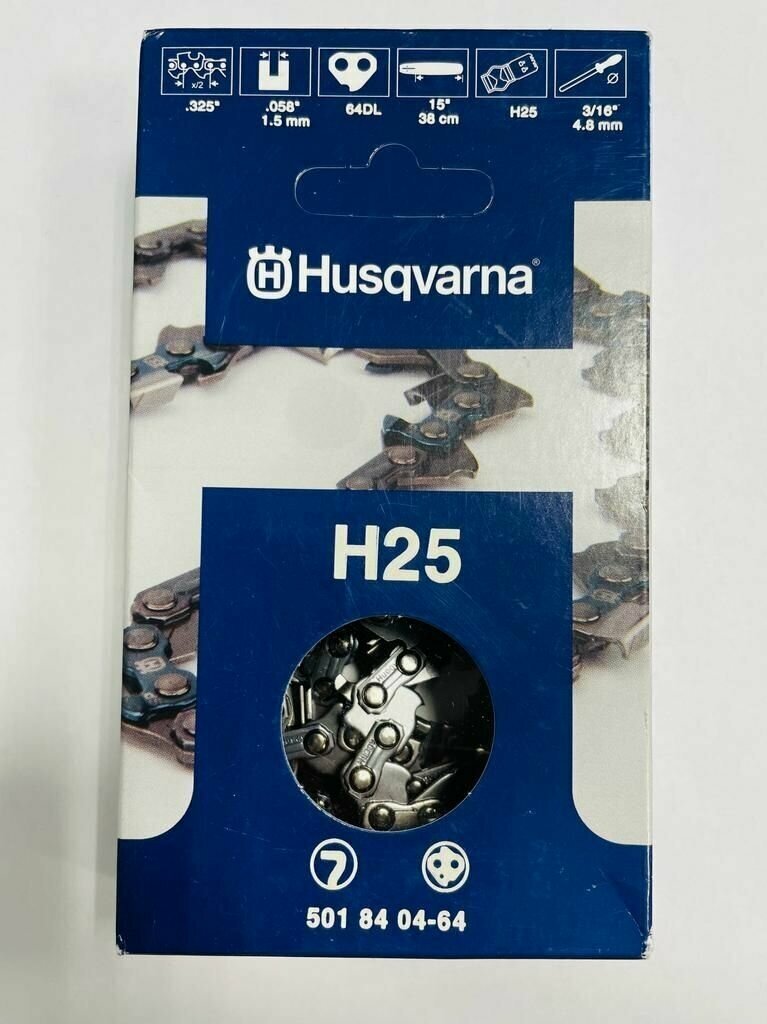 x/2
.325"
.058"
1.5 mm
64DL
15"
38 cm
H25
3/16"
4.8 mm
Husqvarna®
H25
501 84 04-64